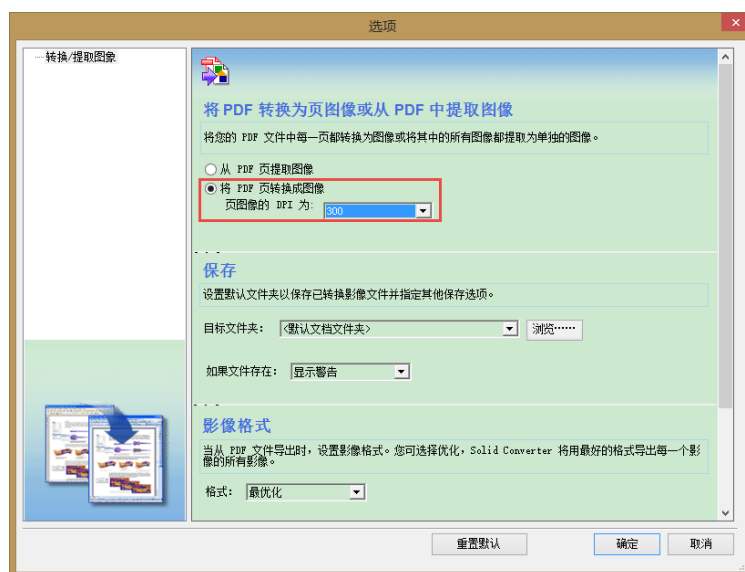 选项
转换/提取图象
将 PDF 转换为页图像或从 PDF 中提取图像
将您的 PDF 文件中每一页都转换为图像或将其中的所有图都提取为单独的图像。
从 PDF 页提取图像
将 PDF 页转换成图像
页图像的 DPI 为: 300
保存
设置默认文件夹以保存已转换影像文件并指定其他保存选项。
目标文件夹： <默认文档文件夹> 浏览……
如果文件存在： 显示警告
影像格式
当从 PDF 文件导出时，设置影像格式。您可选择优化，Solid Converter 将用最好的格式导出每一个影
像的所有影像。
格式： 最优化
重置默认 确定 取消